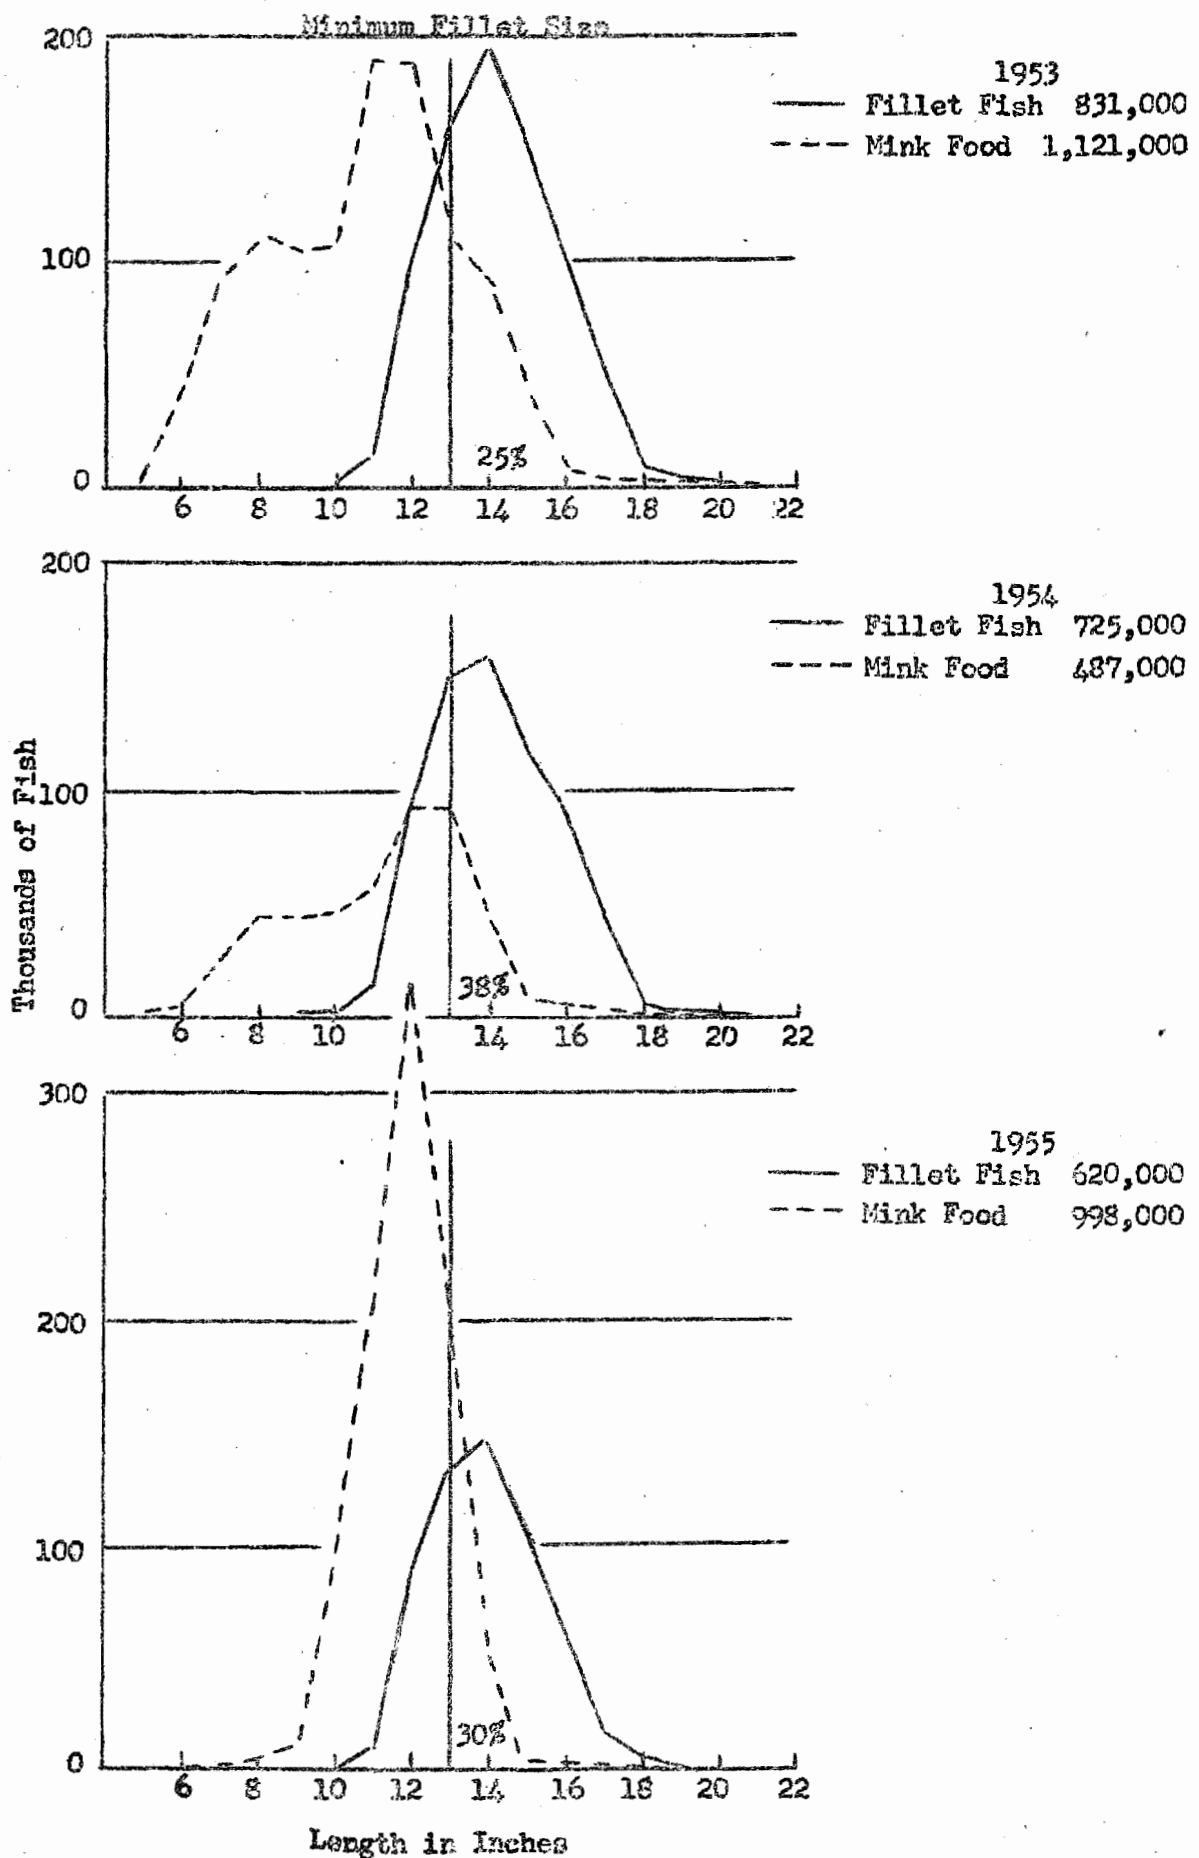 Minimum Fillet Size
200
100
0
25%
6 8 10 12 14 16 18 20 22
1953
Fillet Fish 831,000
Mink Food 1,121,000
Thousands of Fish
200
100
0
38%
6 8 10 14 16 18 20 22
1954
Fillet Fish 725,000
Mink Food 487,000
300
200
100
0
30%
6 8 10 12 14 16 18 20 22
1955
Fillet Fish 620,000
Mink Food 998,000
Length in Inches